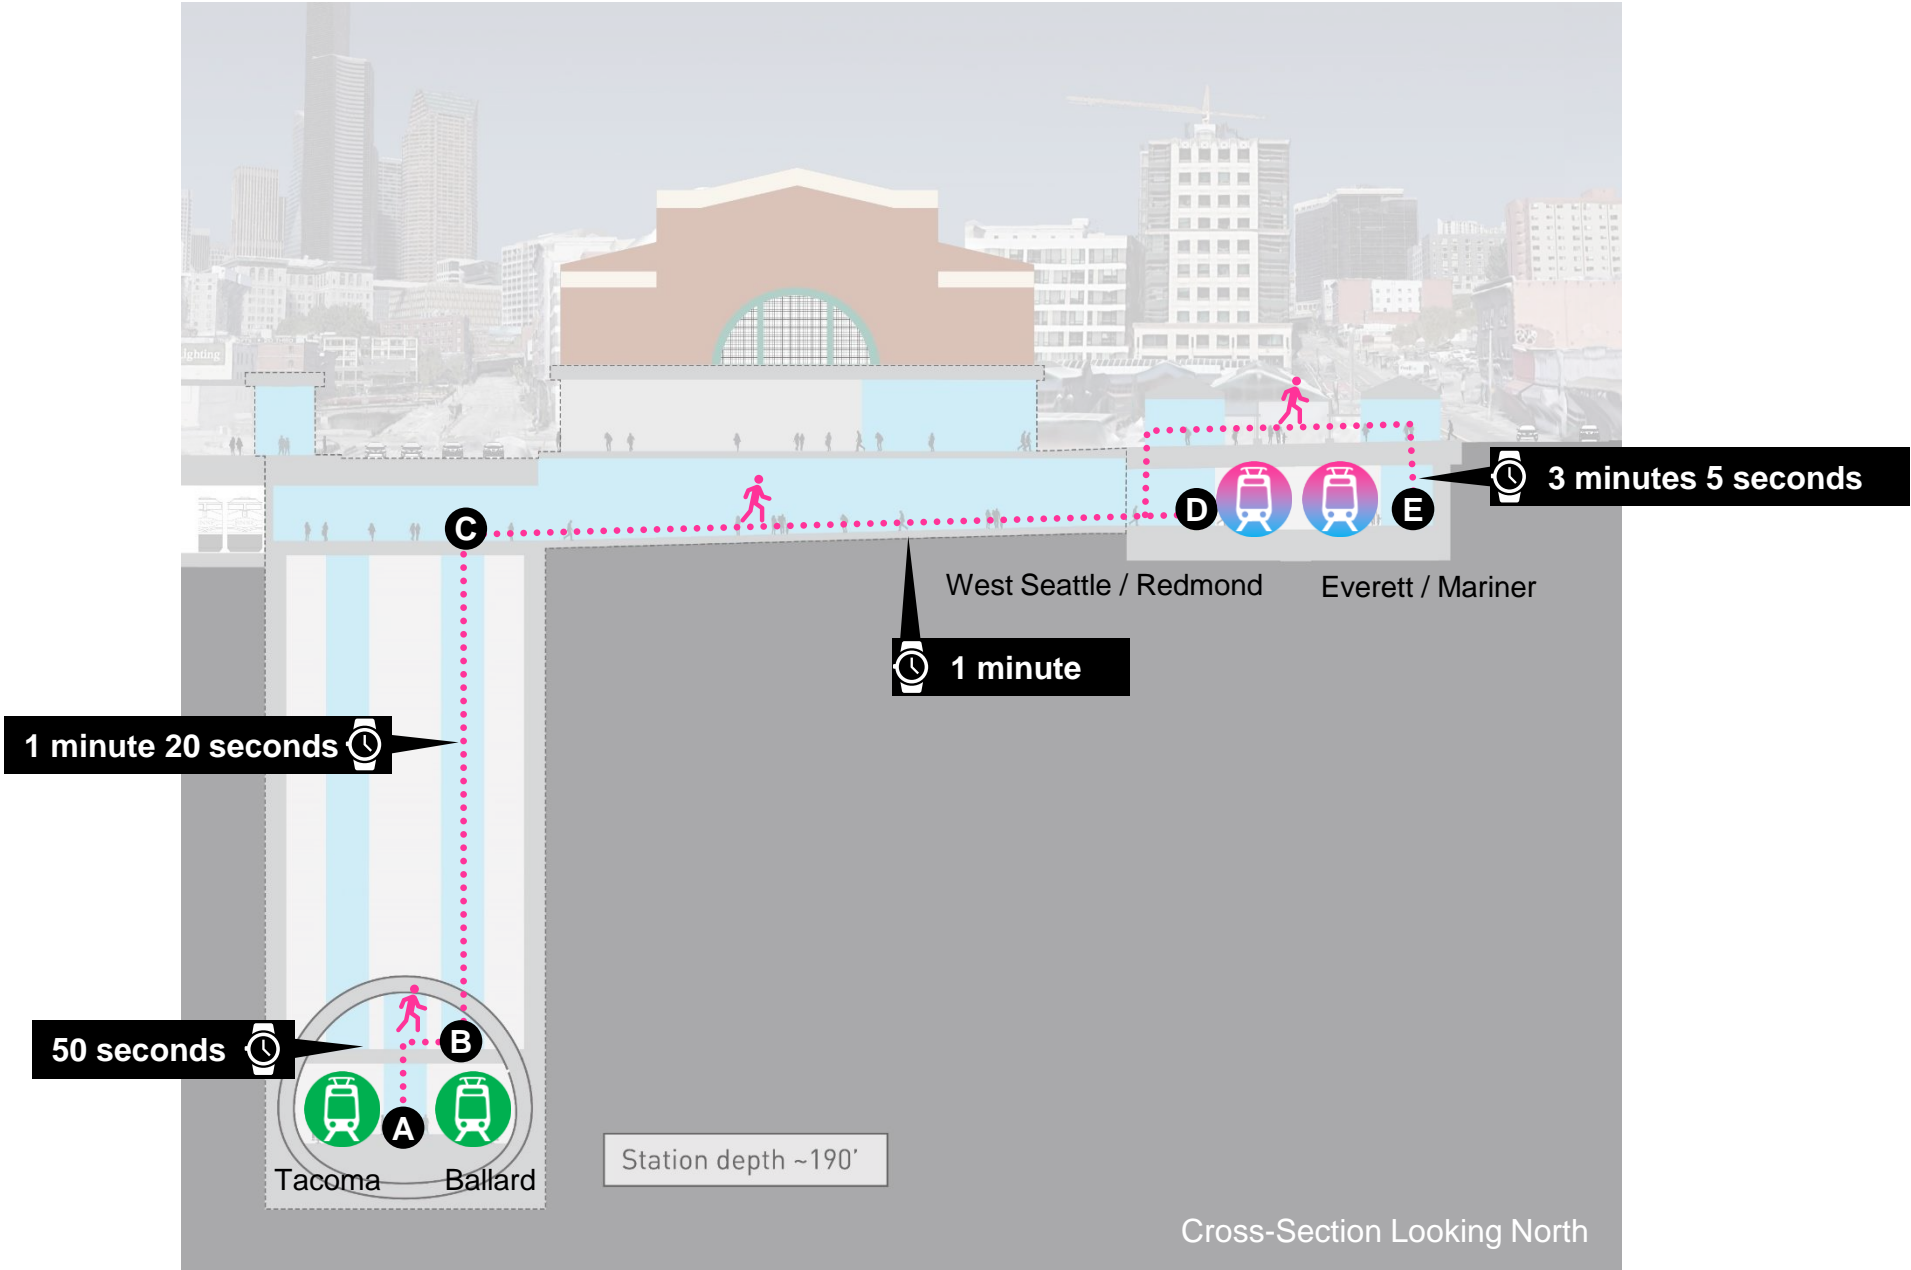 lighting
3 minutes 5 seconds
C
D
E
West Seattle / Redmond
Everett / Mariner
1 minute
1 minute 20 seconds
50 seconds
B
A
Tacoma
Ballard
Station depth ~190'
Cross-Section Looking North